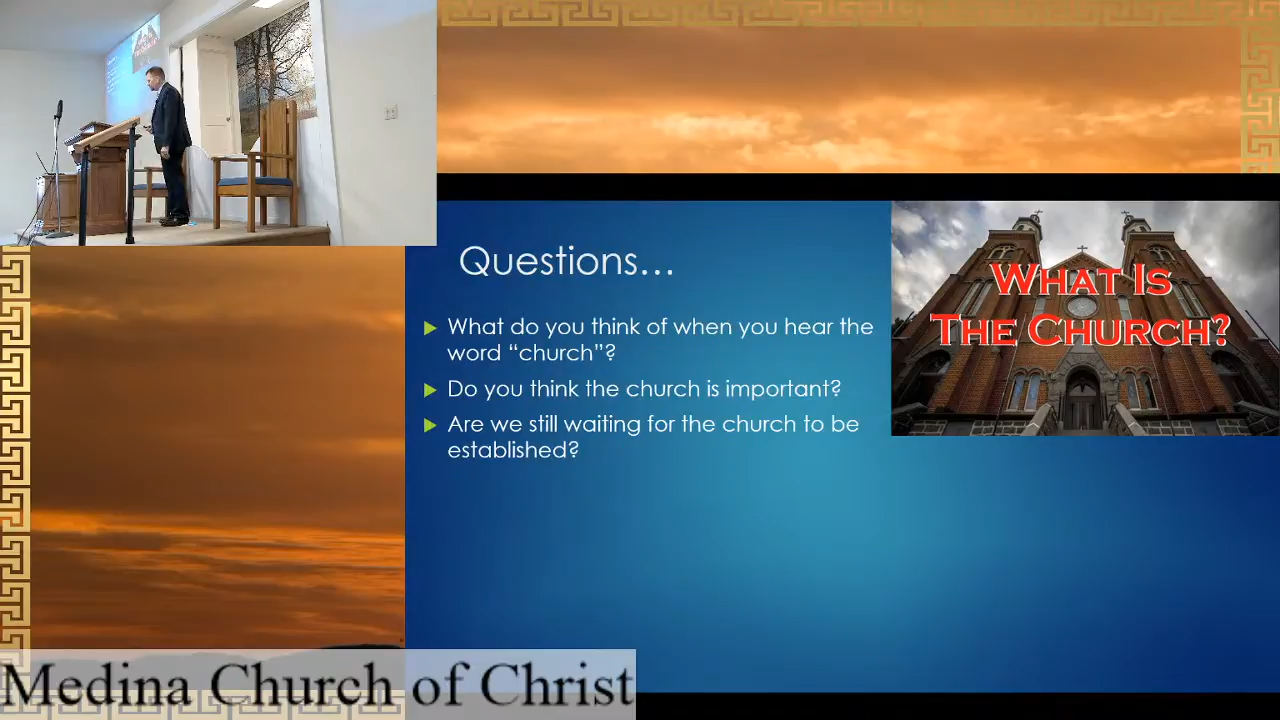 Questions…
What do you think of when you hear the
word “church”?
Do you think the church is important?
Are we still waiting for the church to be
established?
What Is
The Church?
Medina Church of Christ